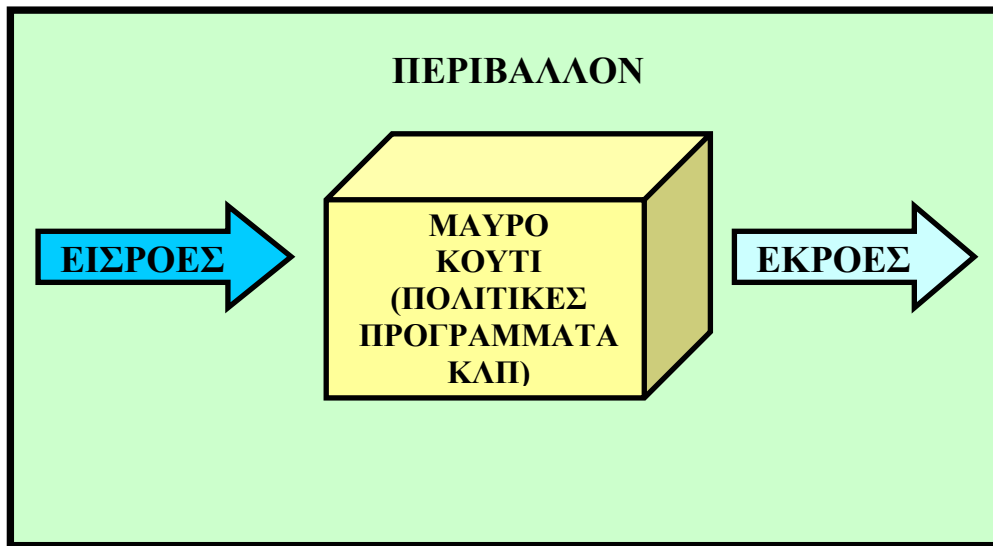 ΠΕΡΙΒΑΛΛΟΝ
ΕΙΣΡΟΕΣ
ΜΑΥΡΟ
ΚΟΥΤΙ
(ΠΟΛΙΤΙΚΕΣ
ΠΡΟΓΡΑΜΜΑΤΑ
ΚΛΠ)
ΕΚΡΟΕΣ